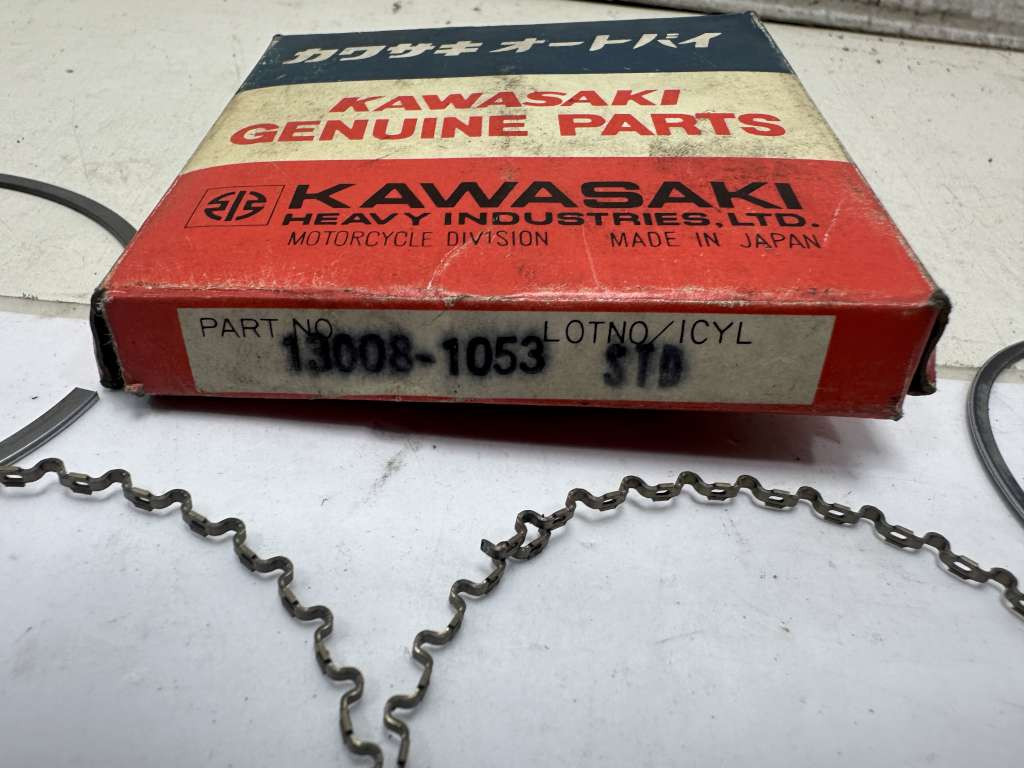 カワサキ オートバイ
KAWASAKI
GENUINE PARTS
KAWASAKI
HEAVY INDUSTRIES, LTD.
MOTORCYCLE DIVISION MADE IN JAPAN
PART NO LOTNO/1CYL
13008-1053 STD